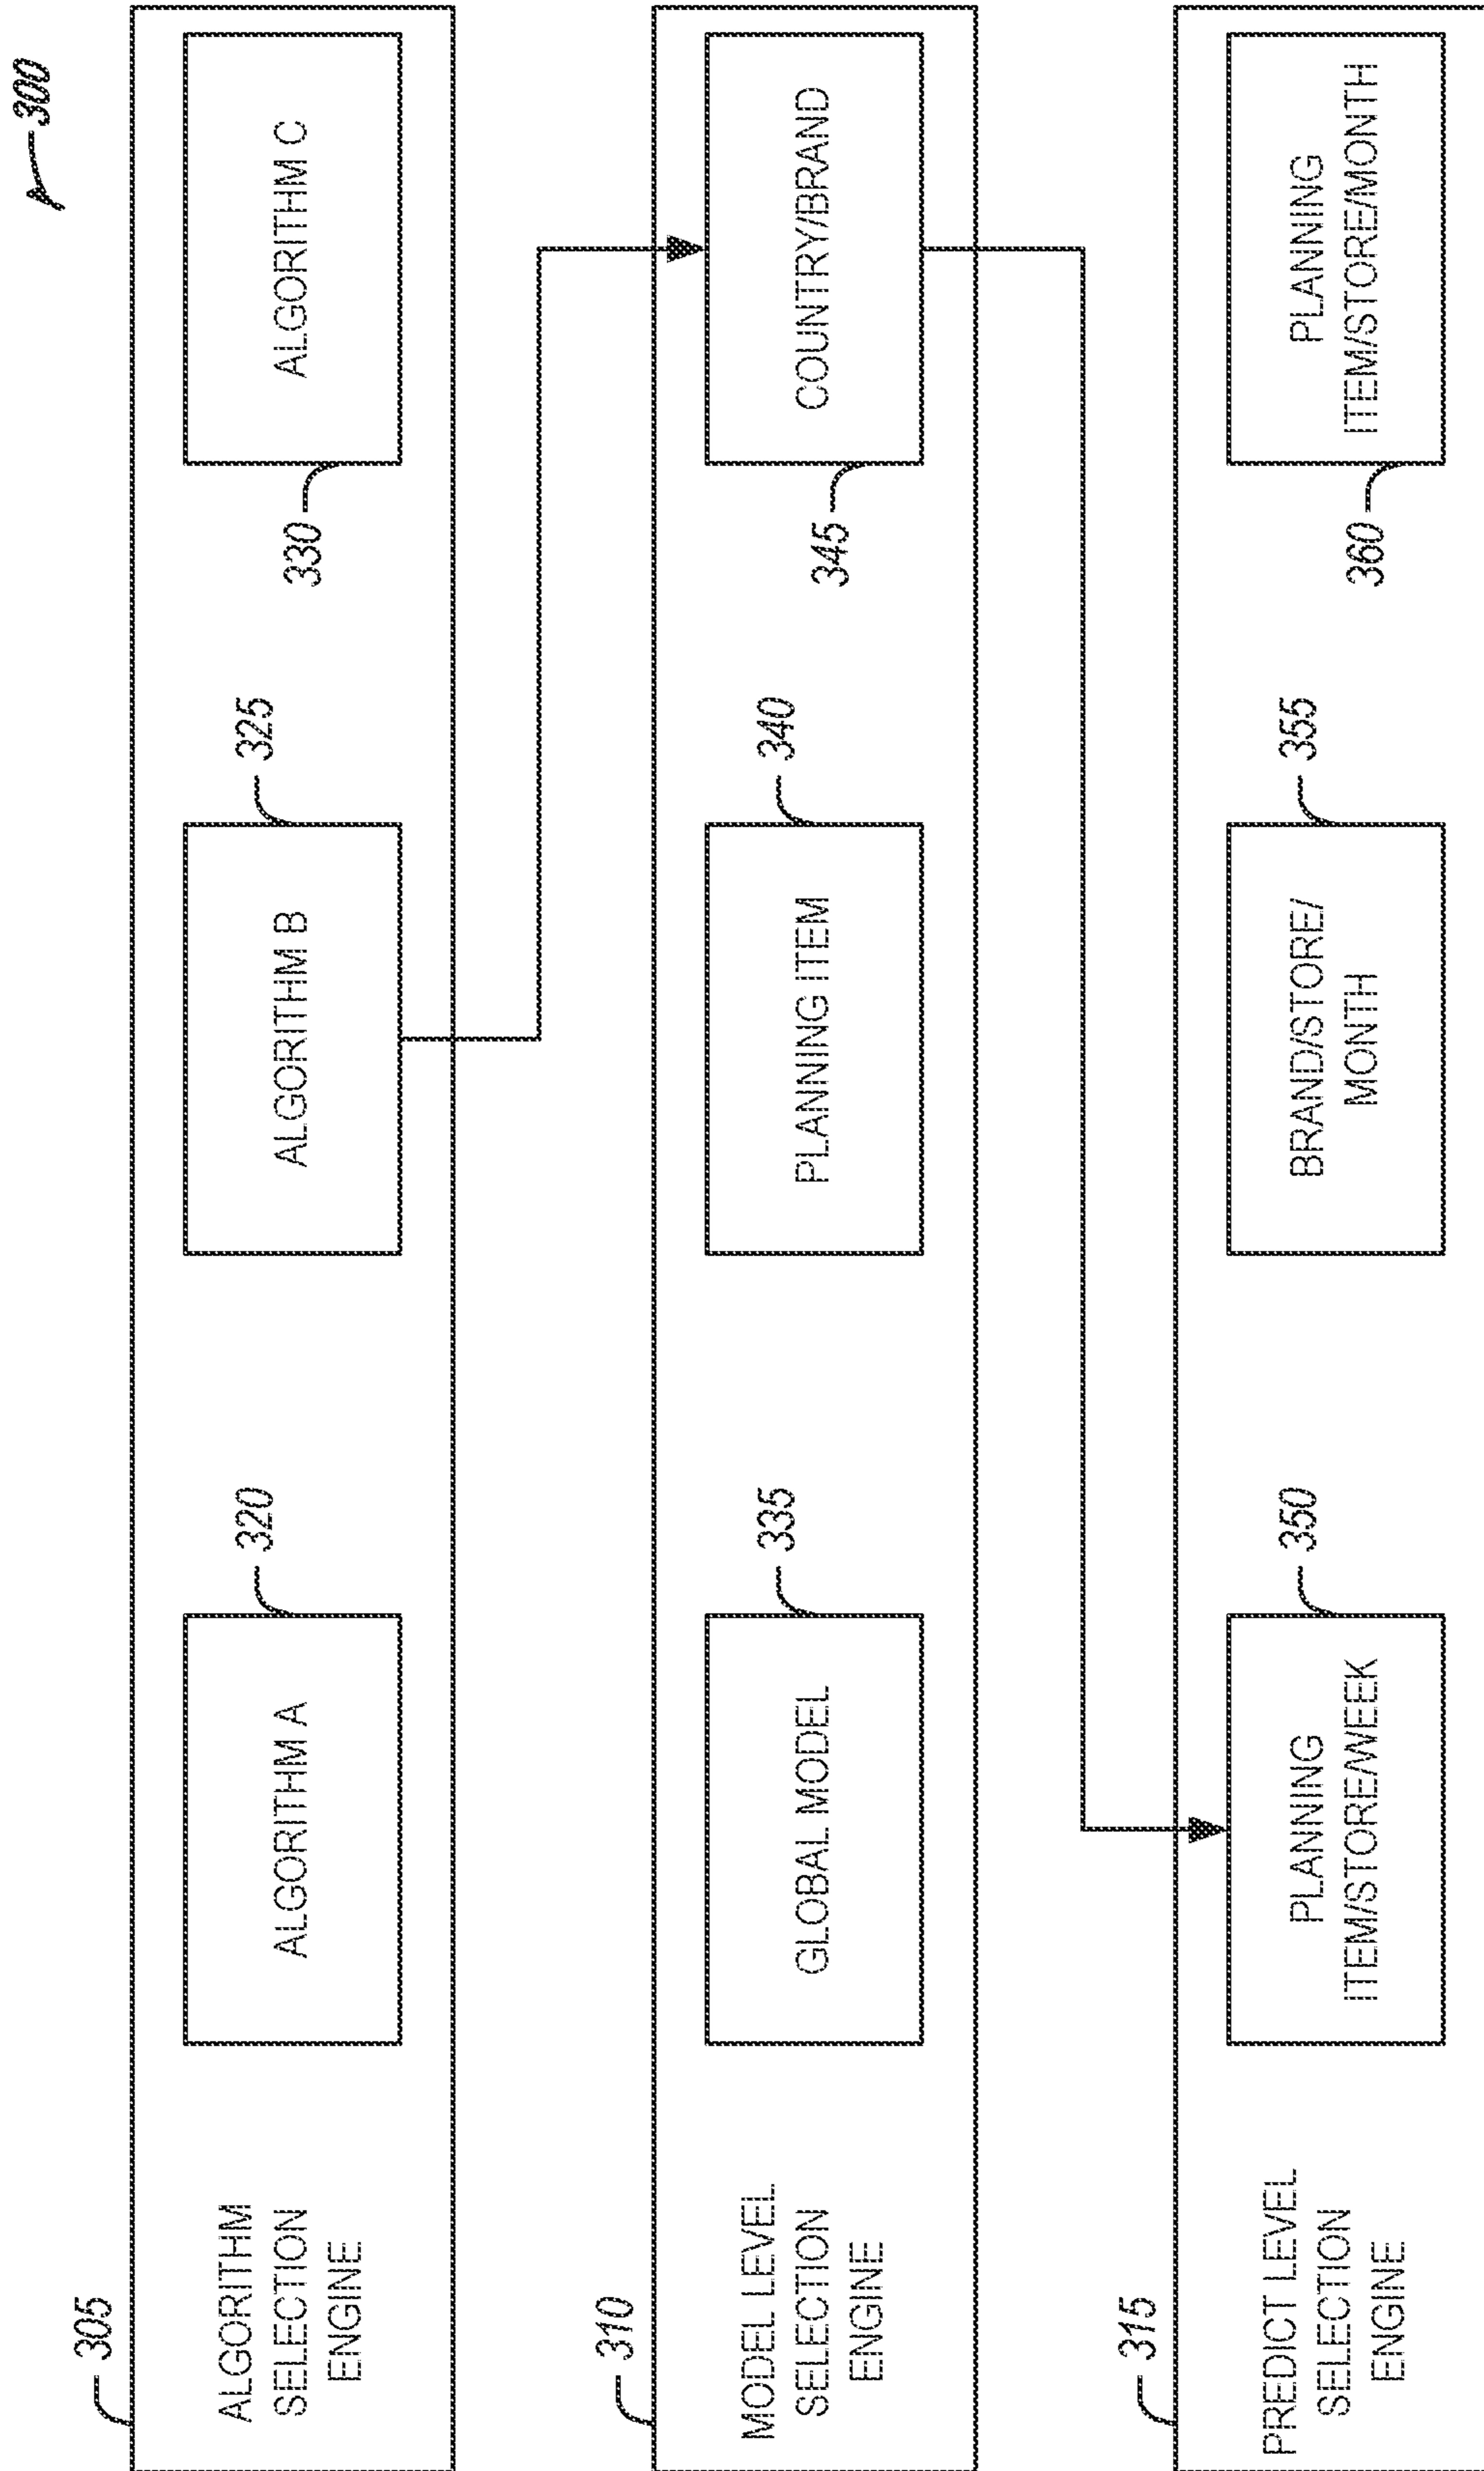 300
305
ALGORITHM
SELECTION
ENGINE
ALGORITHM A
320
ALGORITHM B
325
ALGORITHM C
330
310
MODEL LEVEL
SELECTION
ENGINE
GLOBAL MODEL
335
PLANNING ITEM
340
COUNTRY/BRAND
345
315
PREDICT LEVEL
SELECTION
ENGINE
PLANNING
ITEM/STORE/WEEK
350
BRAND/STORE/
MONTH
355
PLANNING
ITEM/STORE/MONTH
360